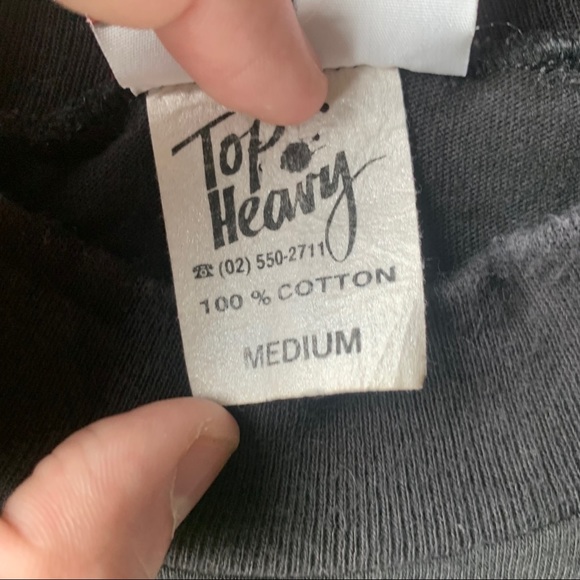 Top
Heavy
☎ (02) 550-2711
100 % COTTON
MEDIUM